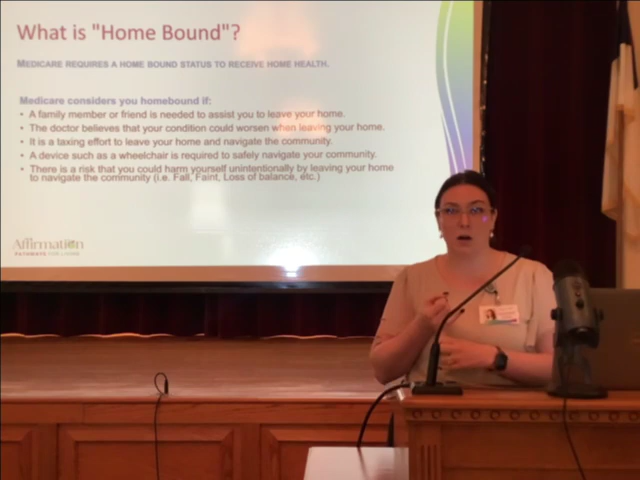 What is "Home Bound"?
MEDICARE REQUIRES A HOME BOUND STATUS TO RECEIVE HOME HEALTH.
Medicare considers you homebound if:
• A family member or friend is needed to assist you to leave your home.
• The doctor believes that your condition could worsen when leaving your home.
• It is a taxing effort to leave your home and navigate the community.
• A device such as a wheelchair is required to safely navigate your community.
• There is a risk that you could harm yourself unintentionally by leaving your home
to navigate the community (i.e. Fall, Faint, Loss of balance, etc.)
Affirmation
PATHWAYS FOR LIVING